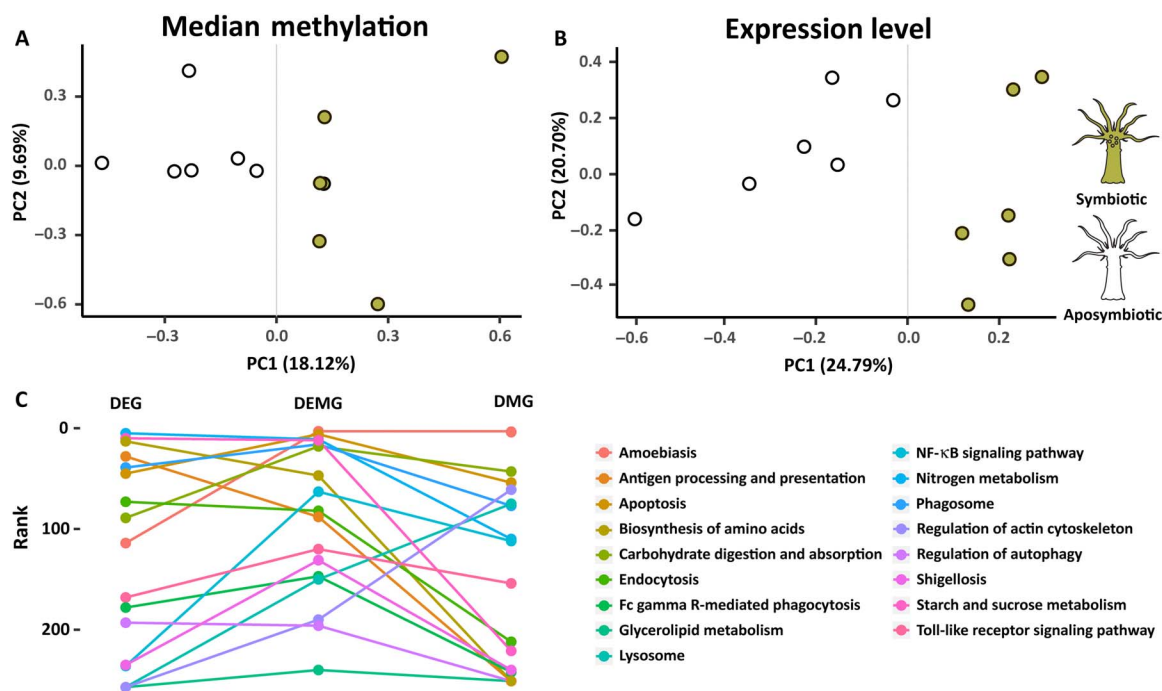 Median methylation
A
0.3
0.0
−0.3
−0.6
PC2 (9.69%)
−0.3
0.0
0.3
0.6
PC1 (18.12%)
Expression level
B
0.4
0.2
0.0
−0.2
−0.4
PC2 (20.70%)
−0.6
−0.4
−0.2
0.0
0.2
PC1 (24.79%)
Symbiotic
Aposymbiotic
C
DEG
DEMG
DMG
0
100
200
Rank
Amoebiasis
Antigen processing and presentation
Apoptosis
Biosynthesis of amino acids
Carbohydrate digestion and absorption
Endocytosis
Fc gamma R-mediated phagocytosis
Glycerolipid metabolism
Lysosome
NF-κB signaling pathway
Nitrogen metabolism
Phagosome
Regulation of actin cytoskeleton
Regulation of autophagy
Shigellosis
Starch and sucrose metabolism
Toll-like receptor signaling pathway